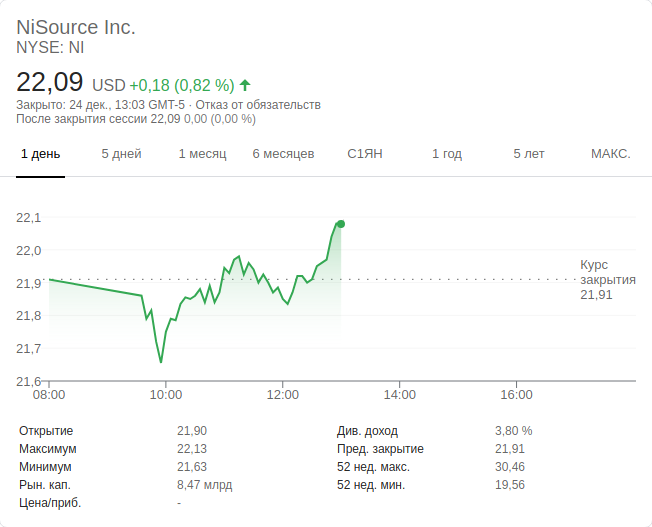 NiSource Inc.
NYSE: NI
22,09 USD +0,18 (0,82 %)
Закрыто: 24 дек., 13:03 GMT-5 · Отказ от обязательств
После закрытия сессии 22,09 0,00 (0,00 %)
1 день 5 дней 1 месяц 6 месяцев С1ЯН 1 год 5 лет МАКС.
22,1
22,0
21,9
21,8
21,7
21,6
Курс
закрытия
21,91
08:00 10:00 12:00 14:00 16:00
Открытие 21,90 Див. доход 3,80 %
Максимум 22,13 Пред. закрытие 21,91
Минимум 21,63 52 нед. макс. 30,46
Рын. кап. 8,47 млрд 52 нед. мин. 19,56
Цена/приб. -